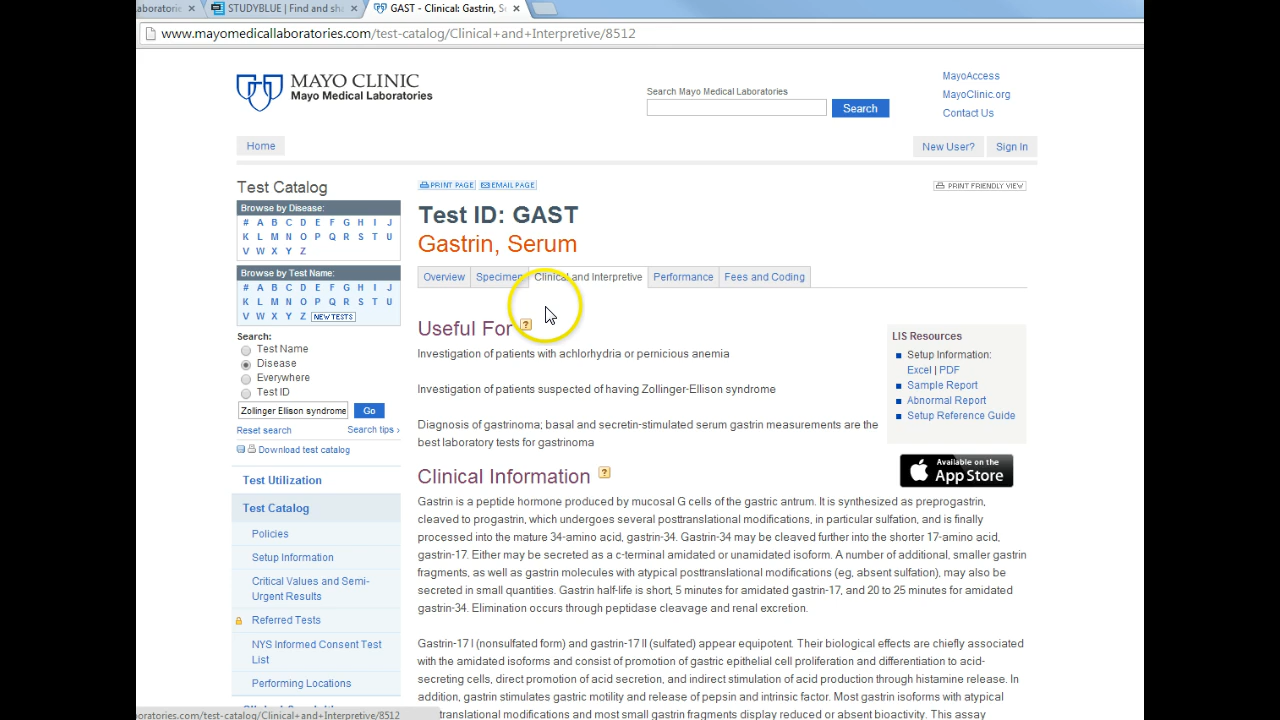 aboratories
STUDYBLUE | Find and sha
GAST - Clinical: Gastrin, S
www.mayomedicallaboratories.com/test-catalog/Clinical+and+Interpretive/8512
MAYO CLINIC
Mayo Medical Laboratories
Search Mayo Medical Laboratories
Search
MayoAccess
MayoClinic.org
Contact Us
Home
New User?
Sign In
Test Catalog
Browse by Disease:
# A B C D E F G H I J
K L M N O P Q R S T U
V W X Y Z
Browse by Test Name:
# A B C D E F G H I J
K L M N O P Q R S T U
V W X Y Z NEW TESTS
Search:
Test Name
Disease
Everywhere
Test ID
Zollinger Ellison syndrome
Go
Reset search
Search tips ›
Download test catalog
Test Utilization
Test Catalog
Policies
Setup Information
Critical Values and Semi-
Urgent Results
Referred Tests
NYS Informed Consent Test
List
Performing Locations
PRINT PAGE
EMAIL PAGE
PRINT FRIENDLY VIEW
Test ID: GAST
Gastrin, Serum
Overview
Specimen
Clinical and Interpretive
Performance
Fees and Coding
Useful For ?
Investigation of patients with achlorhydria or pernicious anemia
Investigation of patients suspected of having Zollinger-Ellison syndrome
Diagnosis of gastrinoma; basal and secretin-stimulated serum gastrin measurements are the
best laboratory tests for gastrinoma
LIS Resources
Setup Information:
Excel | PDF
Sample Report
Abnormal Report
Setup Reference Guide
Available on the
App Store
Clinical Information ?
Gastrin is a peptide hormone produced by mucosal G cells of the gastric antrum. It is synthesized as preprogastrin,
cleaved to progastrin, which undergoes several posttranslational modifications, in particular sulfation, and is finally
processed into the mature 34-amino acid, gastrin-34. Gastrin-34 may be cleaved further into the shorter 17-amino acid,
gastrin-17. Either may be secreted as a c-terminal amidated or unamidated isoform. A number of additional, smaller gastrin
fragments, as well as gastrin molecules with atypical posttranslational modifications (eg, absent sulfation), may also be
secreted in small quantities. Gastrin half-life is short, 5 minutes for amidated gastrin-17, and 20 to 25 minutes for amidated
gastrin-34. Elimination occurs through peptidase cleavage and renal excretion.
Gastrin-17 I (nonsulfated form) and gastrin-17 II (sulfated) appear equipotent. Their biological effects are chiefly associated
with the amidated isoforms and consist of promotion of gastric epithelial cell proliferation and differentiation to acid-
secreting cells, direct promotion of acid secretion, and indirect stimulation of acid production through histamine release. In
addition, gastrin stimulates gastric motility and release of pepsin and intrinsic factor. Most gastrin isoforms with atypical
translational modifications and most small gastrin fragments display reduced or absent bioactivity. This assay
oratories.com/test-catalog/Clinical+and+Interpretive/8512